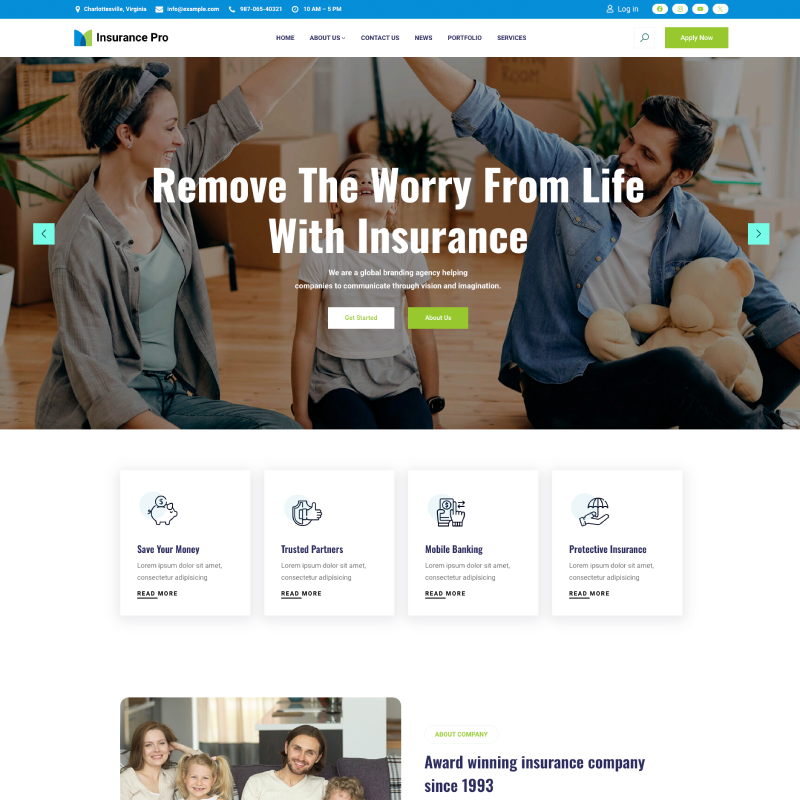 Charlottesville, Virginia info@example.com 987-065-40321 10 AM – 5 PM Log in
Insurance Pro HOME ABOUT US CONTACT US NEWS PORTFOLIO SERVICES Apply Now
Remove The Worry From Life
With Insurance
We are a global branding agency helping
companies to communicate through vision and imagination.
Get Started About Us
Save Your Money
Lorem ipsum dolor sit amet,
consectetur adipisicing
READ MORE
Trusted Partners
Lorem ipsum dolor sit amet,
consectetur adipisicing
READ MORE
Mobile Banking
Lorem ipsum dolor sit amet,
consectetur adipisicing
READ MORE
Protective Insurance
Lorem ipsum dolor sit amet,
consectetur adipisicing
READ MORE
ABOUT COMPANY
Award winning insurance company
since 1993